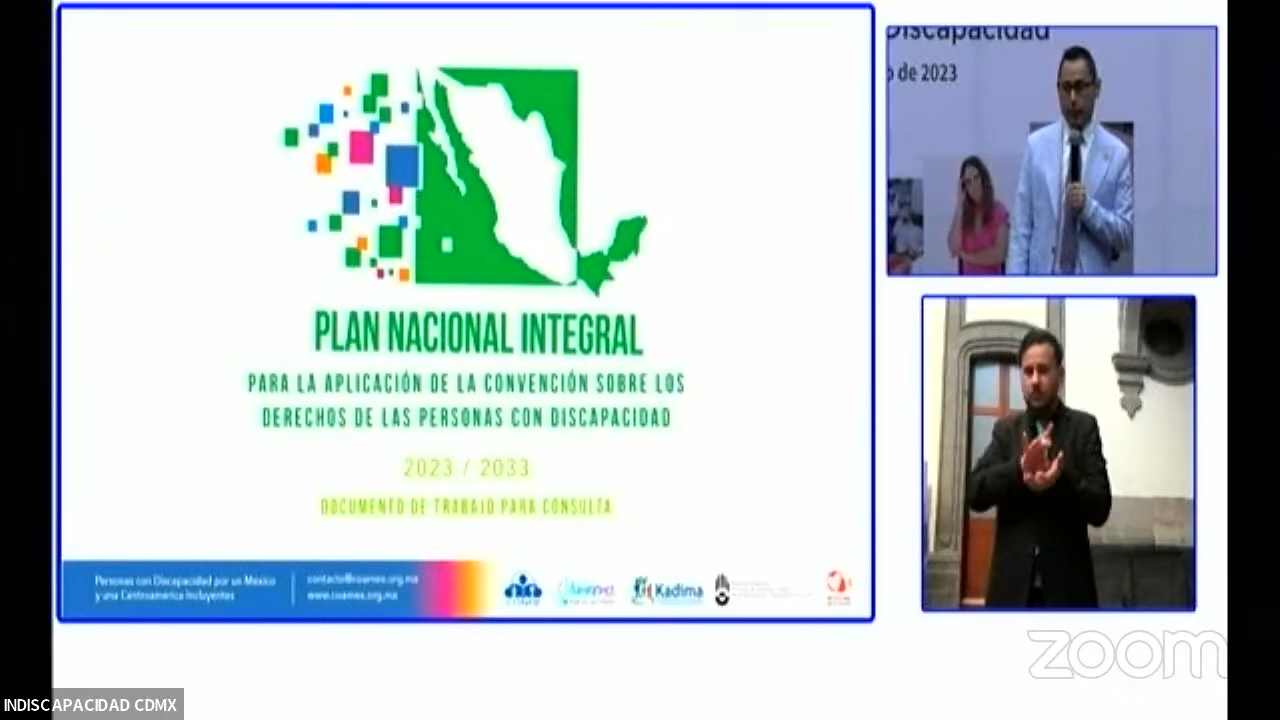 PLAN NACIONAL INTEGRAL
PARA LA APLICACIÓN DE LA CONVENCIÓN SOBRE LOS
DERECHOS DE LAS PERSONAS CON DISCAPACIDAD
2023 / 2033
DOCUMENTO DE TRABAJO PARA CONSULTA
Personas con Discapacidad por un México
y una Centroamerica Incluyentes
contacto@coamex.org.mx
www.coamex.org.mx
Kadima
Discapacidad
de 2023
zoom
INDISCAPACIDAD CDMX